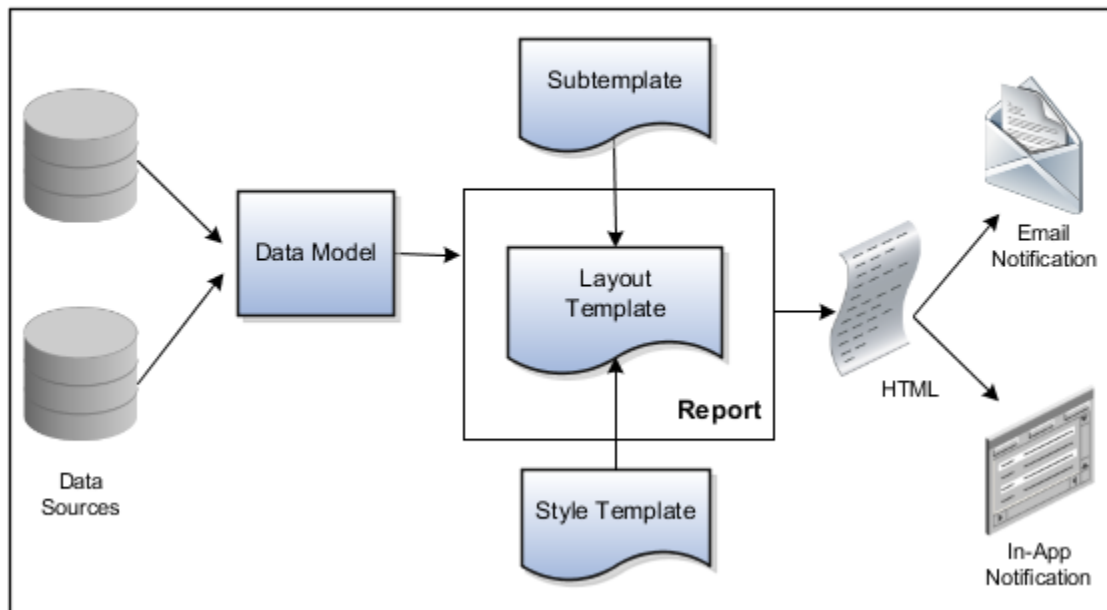 Subtemplate
Data Model
Layout
Template
Report
Style Template
Data
Sources
HTML
Email
Notification
In-App
Notification